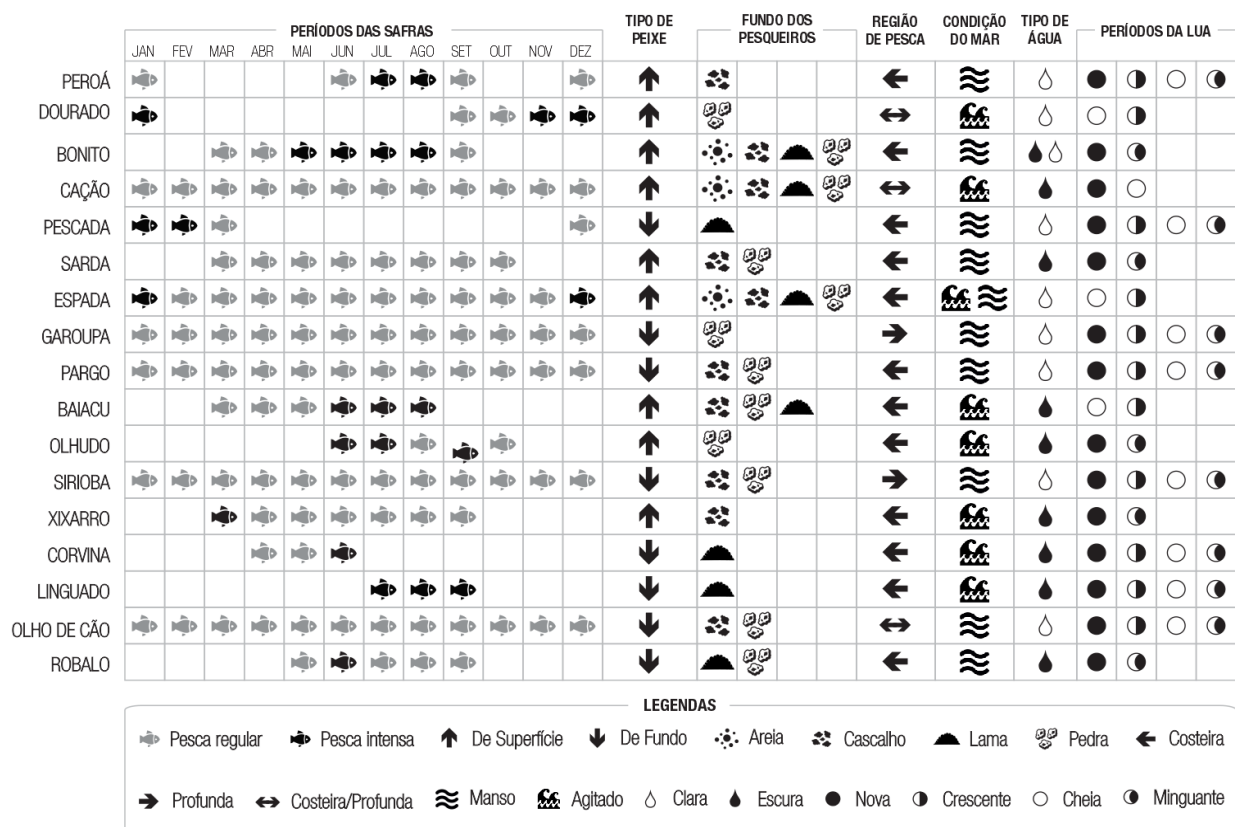 PERÍODOS DAS SAFRAS
TIPO DE PEIXE
FUNDO DOS PESQUEIROS
REGIÃO DE PESCA
CONDIÇÃO DO MAR
TIPO DE ÁGUA
PERÍODOS DA LUA
JAN FEV MAR ABR MAI JUN JUL AGO SET OUT NOV DEZ
PEROÁ
DOURADO
BONITO
CAÇÃO
PESCADA
SARDA
ESPADA
GAROUPA
PARGO
BAIACU
OLHUDO
SIRIOBA
XIXARRO
CORVINA
LINGUADO
OLHO DE CÃO
ROBALO
LEGENDAS
Pesca regular Pesca intensa De Superfície De Fundo Areia Cascalho Lama Pedra Costeira
Profunda Costeira/Profunda Manso Agitado Clara Escura Nova Crescente Cheia Minguante